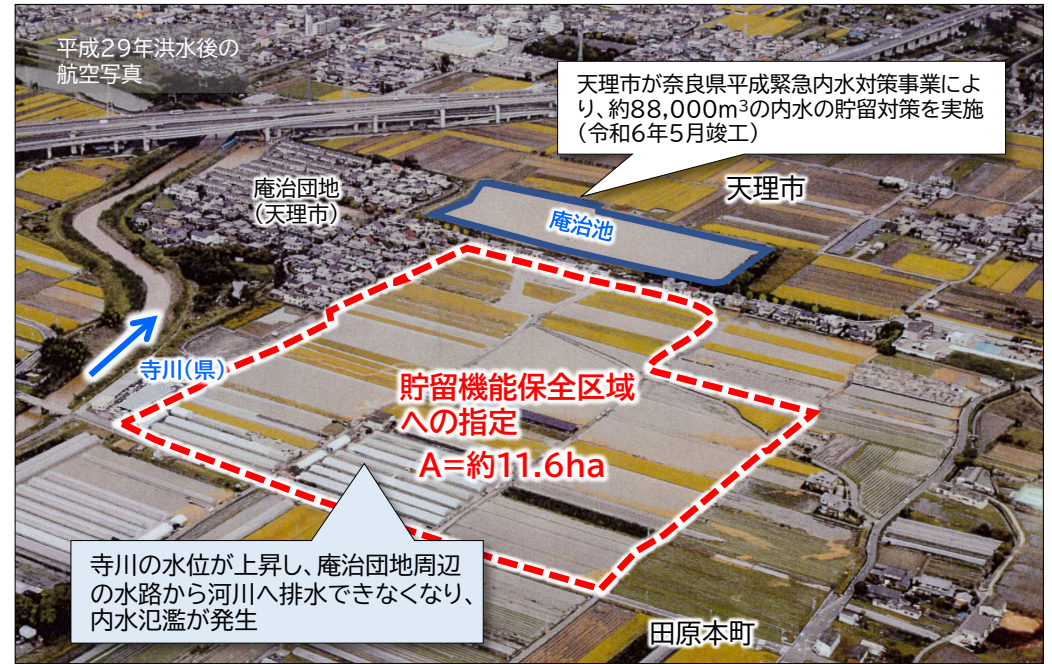 平成29年洪水後の
航空写真
天理市が奈良県平成緊急内水対策事業によ
り、約88,000m³の内水の貯留対策を実施
(令和6年5月竣工)
庵治団地
(天理市)
天理市
庵治池
寺川(県)
貯留機能保全区域
への指定
A=約11.6ha
寺川の水位が上昇し、庵治団地周辺
の水路から河川へ排水できなくなり、
内水氾濫が発生
田原本町